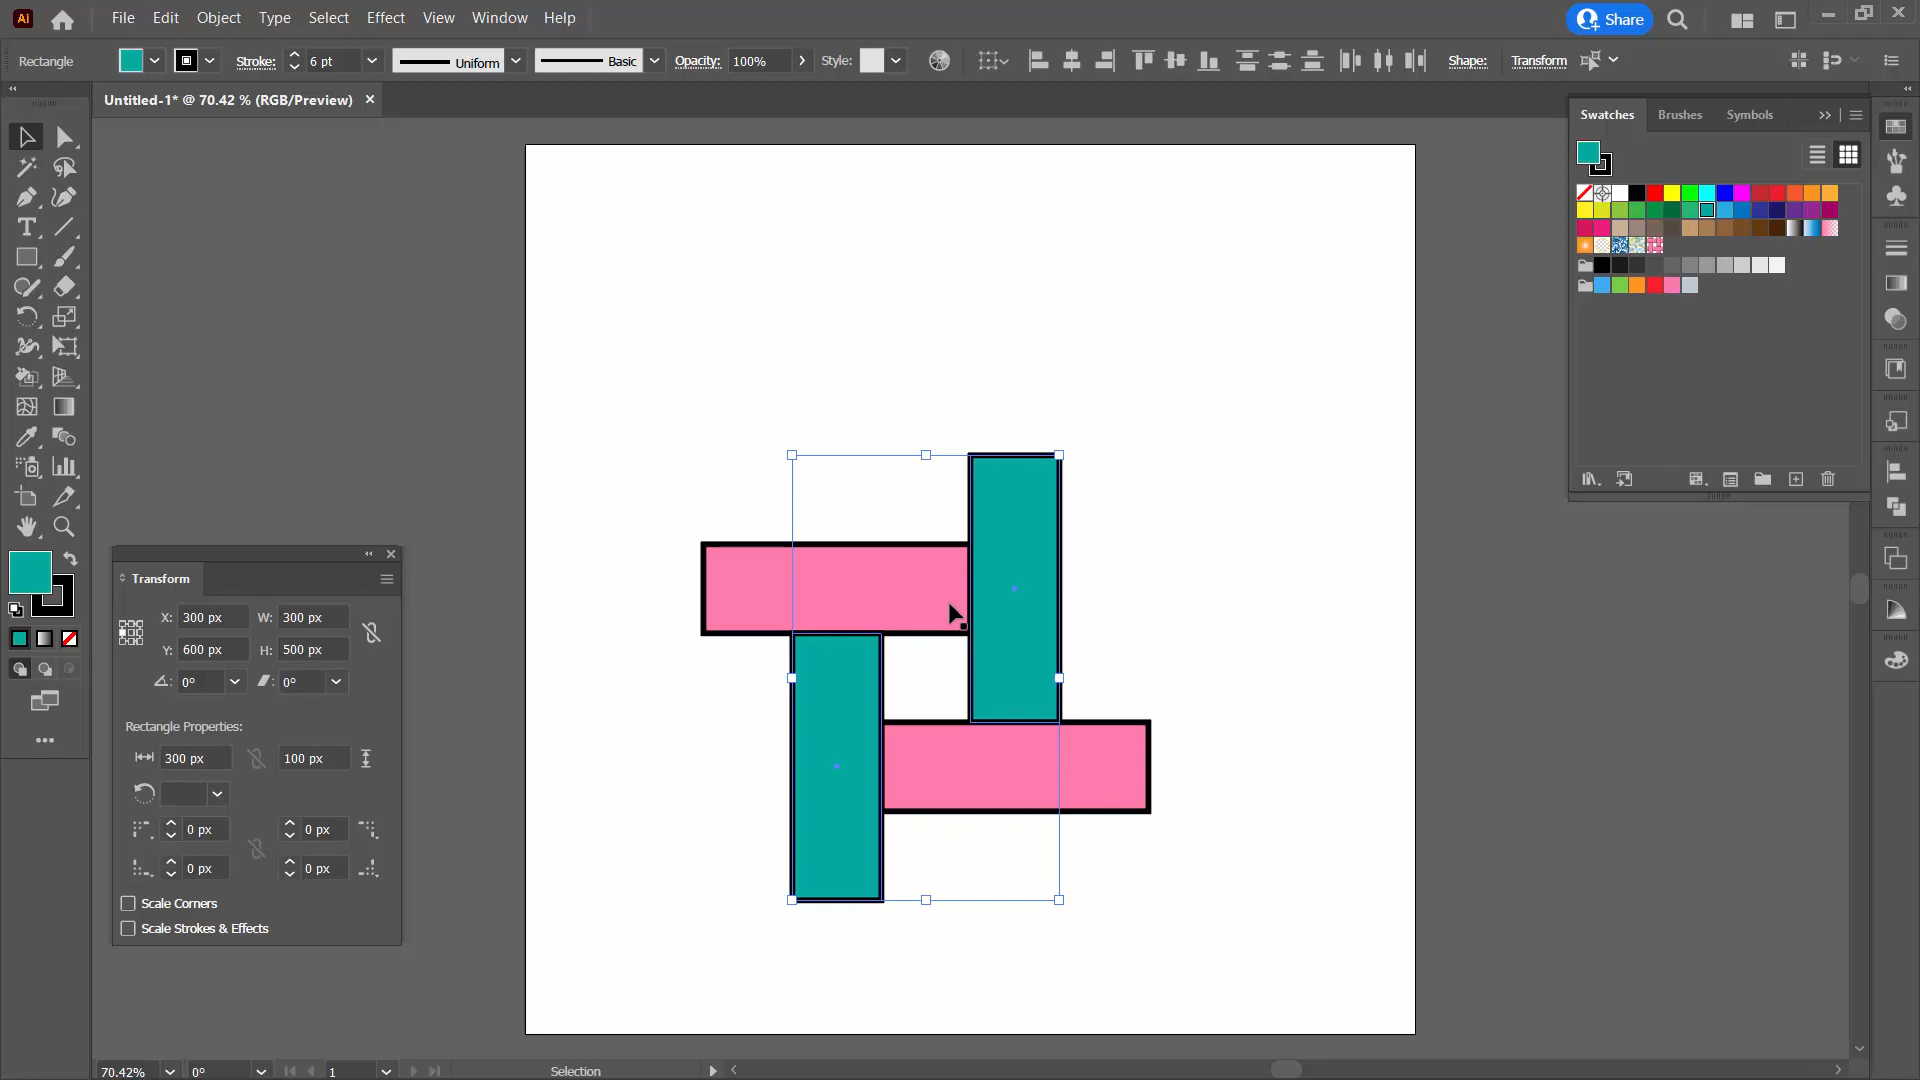 Ai File Edit Object Type Select Effect View Window Help Share
Rectangle Stroke: 6 pt Uniform Basic Opacity: 100% Style: Shape: Transform
Untitled-1* @ 70.42 % (RGB/Preview)
Swatches Brushes Symbols
Transform
X: 300 px W: 300 px
Y: 600 px H: 500 px
0° 0°
Rectangle Properties:
300 px 100 px
0 px 0 px
0 px 0 px
Scale Corners
Scale Strokes & Effects
70.42% 0° 1 Selection